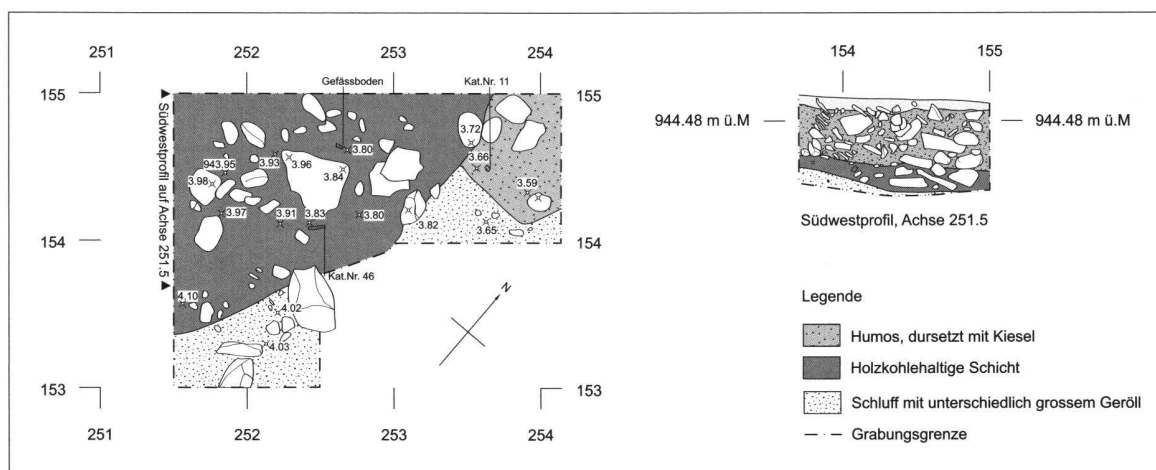 251 252 253 254
154 155
Gefässboden Kat.Nr. 11
155 155
Südwestprofil auf Achse 251.5
3.72
3.80
3.66
3.93 3.96
943.95
3.84
3.98
3.59
3.97 3.91 3.83 3.80
3.82 3.65
154 154
Kat.Nr. 46
4.10
4.02
4.03
N
153 153
251 252 253 254
944.48 m ü.M 944.48 m ü.M
Südwestprofil, Achse 251.5
Legende
Humos, dursetzt mit Kiesel
Holzkohlehaltige Schicht
Schluff mit unterschiedlich grossem Geröll
Grabungsgrenze